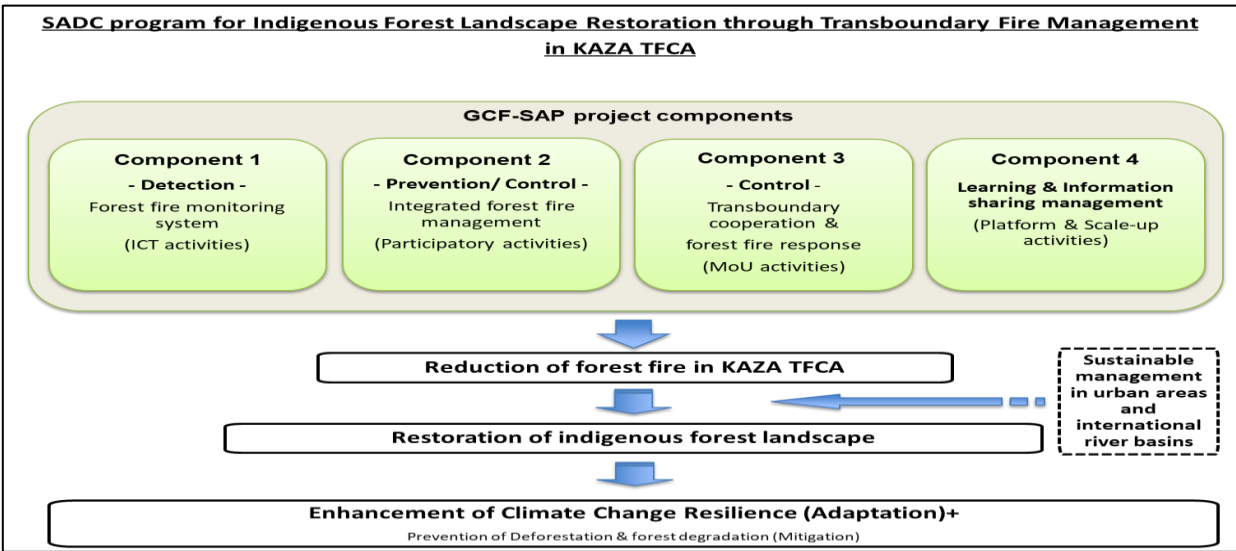 SADC program for Indigenous Forest Landscape Restoration through Transboundary Fire Management
in KAZA TFCA
GCF-SAP project components
Component 1
- Detection -
Forest fire monitoring
system
(ICT activities)
Component 2
- Prevention/ Control -
Integrated forest fire
management
(Participatory activities)
Component 3
- Control -
Transboundary
cooperation &
forest fire response
(MoU activities)
Component 4
Learning & Information
sharing management
(Platform & Scale-up
activities)
Reduction of forest fire in KAZA TFCA
Sustainable
management
in urban areas
and
international
river basins
Restoration of indigenous forest landscape
Enhancement of Climate Change Resilience (Adaptation)+
Prevention of Deforestation & forest degradation (Mitigation)